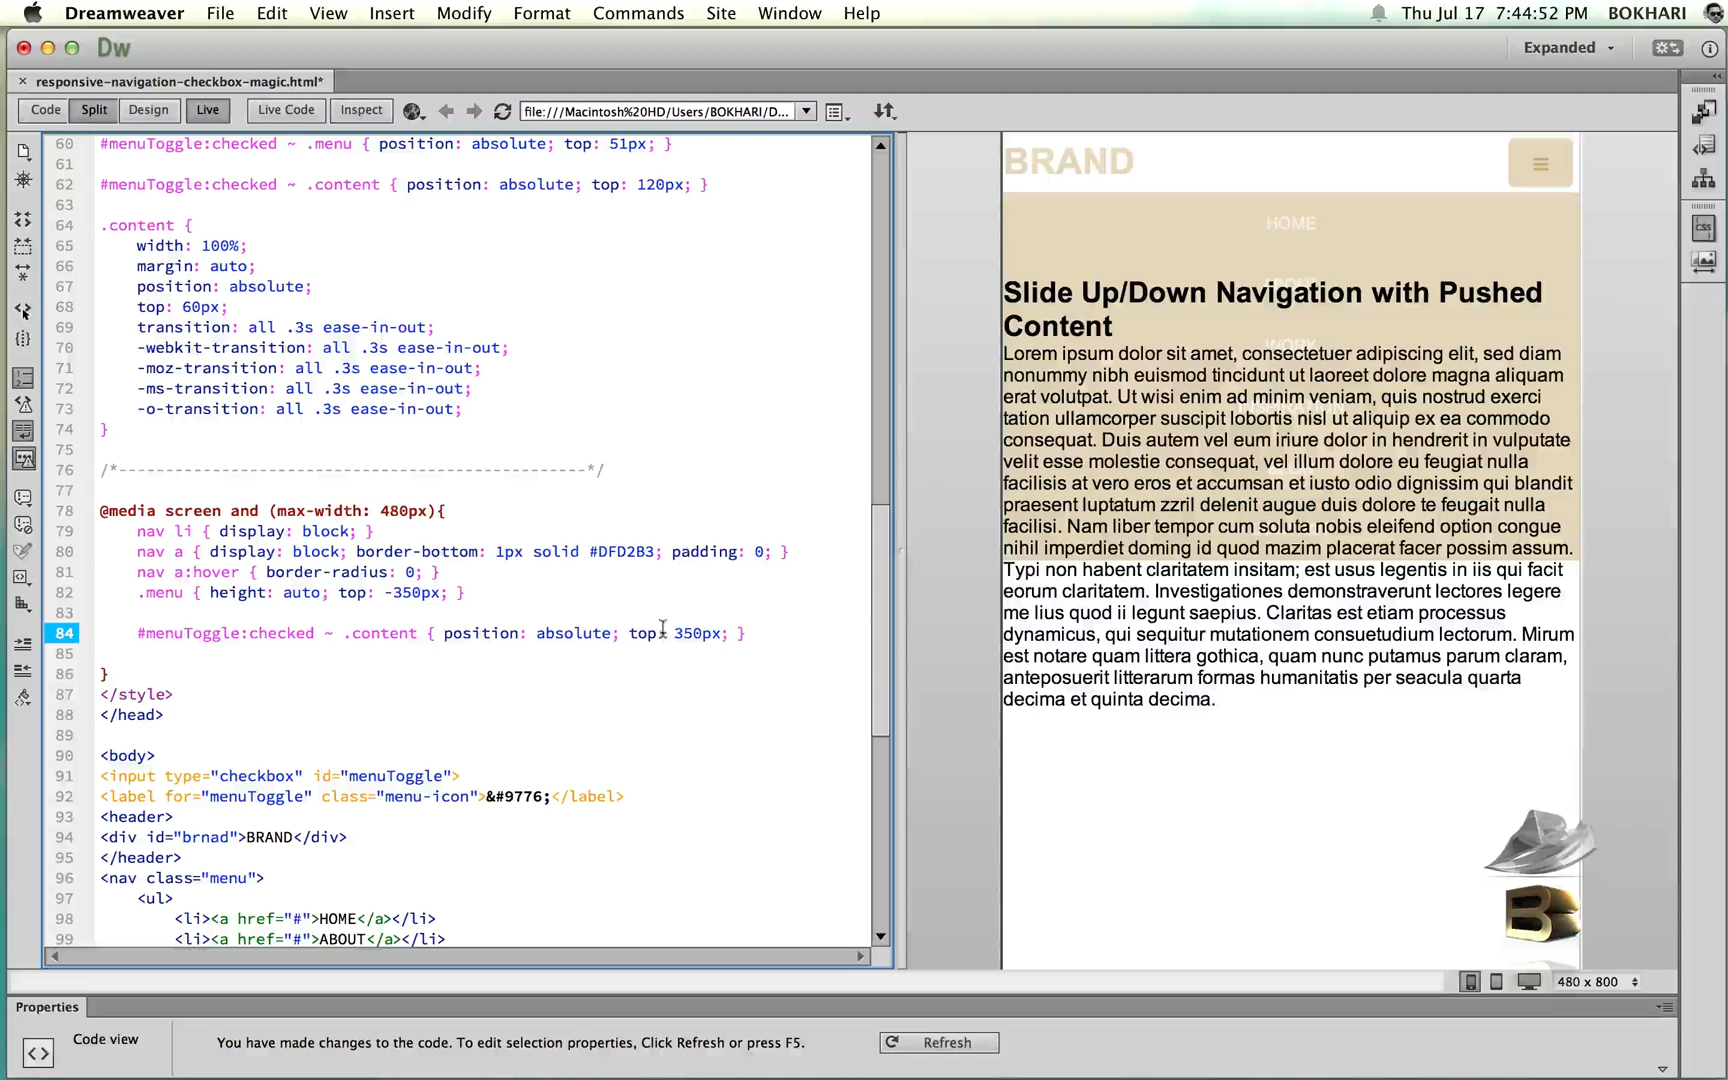 Dreamweaver File Edit View Insert Modify Format Commands Site Window Help Thu Jul 17 7:44:52 PM BOKHARI
Dw Expanded
responsive-navigation-checkbox-magic.html*
Code Split Design Live Live Code Inspect file:///Macintosh%20HD/Users/BOKHARI/D...
60 #menuToggle:checked ~ .menu { position: absolute; top: 51px; }
61
62 #menuToggle:checked ~ .content { position: absolute; top: 120px; }
63
64 .content {
65 width: 100%;
66 margin: auto;
67 position: absolute;
68 top: 60px;
69 transition: all .3s ease-in-out;
70 -webkit-transition: all .3s ease-in-out;
71 -moz-transition: all .3s ease-in-out;
72 -ms-transition: all .3s ease-in-out;
73 -o-transition: all .3s ease-in-out;
74 }
75
76 /*--------------------------------------------------*/
77
78 @media screen and (max-width: 480px){
79 nav li { display: block; }
80 nav a { display: block; border-bottom: 1px solid #DFD2B3; padding: 0; }
81 nav a:hover { border-radius: 0; }
82 .menu { height: auto; top: -350px; }
83
84 #menuToggle:checked ~ .content { position: absolute; top: 350px; }
85
86 }
87 </style>
88 </head>
89
90 <body>
91 <input type="checkbox" id="menuToggle">
92 <label for="menuToggle" class="menu-icon">&#9776;</label>
93 <header>
94 <div id="brnad">BRAND</div>
95 </header>
96 <nav class="menu">
97 <ul>
98 <li><a href="#">HOME</a></li>
99 <li><a href="#">ABOUT</a></li>
BRAND
HOME
Slide Up/Down Navigation with Pushed
Content
WORK
Lorem ipsum dolor sit amet, consectetuer adipiscing elit, sed diam
nonummy nibh euismod tincidunt ut laoreet dolore magna aliquam
erat volutpat. Ut wisi enim ad minim veniam, quis nostrud exerci
INSPIRATION
tation ullamcorper suscipit lobortis nisl ut aliquip ex ea commodo
consequat. Duis autem vel eum iriure dolor in hendrerit in vulputate
velit esse molestie consequat, vel illum dolore eu feugiat nulla
facilisis at vero eros et accumsan et iusto odio dignissim qui blandit
praesent luptatum zzril delenit augue duis dolore te feugait nulla
facilisi. Nam liber tempor cum soluta nobis eleifend option congue
nihil imperdiet doming id quod mazim placerat facer possim assum.
Typi non habent claritatem insitam; est usus legentis in iis qui facit
eorum claritatem. Investigationes demonstraverunt lectores legere
me lius quod ii legunt saepius. Claritas est etiam processus
dynamicus, qui sequitur mutationem consuetudium lectorum. Mirum
est notare quam littera gothica, quam nunc putamus parum claram,
anteposuerit litterarum formas humanitatis per seacula quarta
decima et quinta decima.
B
480 x 800
Properties
Code view You have made changes to the code. To edit selection properties, Click Refresh or press F5. Refresh